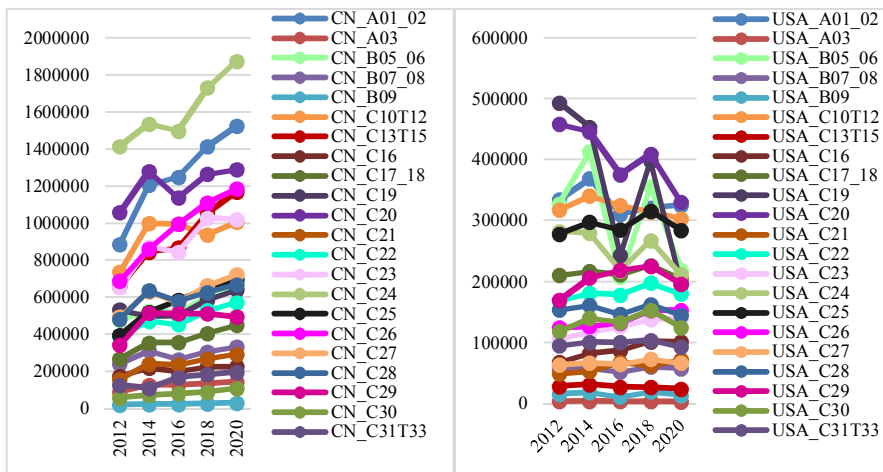 2000000
1800000
1600000
1400000
1200000
1000000
800000
600000
400000
200000
0
2012
2014
2016
2018
2020
CN_A01_02
CN_A03
CN_B05_06
CN_B07_08
CN_B09
CN_C10T12
CN_C13T15
CN_C16
CN_C17_18
CN_C19
CN_C20
CN_C21
CN_C22
CN_C23
CN_C24
CN_C25
CN_C26
CN_C27
CN_C28
CN_C29
CN_C30
CN_C31T33
600000
500000
400000
300000
200000
100000
0
2012
2014
2016
2018
2020
USA_A01_02
USA_A03
USA_B05_06
USA_B07_08
USA_B09
USA_C10T12
USA_C13T15
USA_C16
USA_C17_18
USA_C19
USA_C20
USA_C21
USA_C22
USA_C23
USA_C24
USA_C25
USA_C26
USA_C27
USA_C28
USA_C29
USA_C30
USA_C31T33